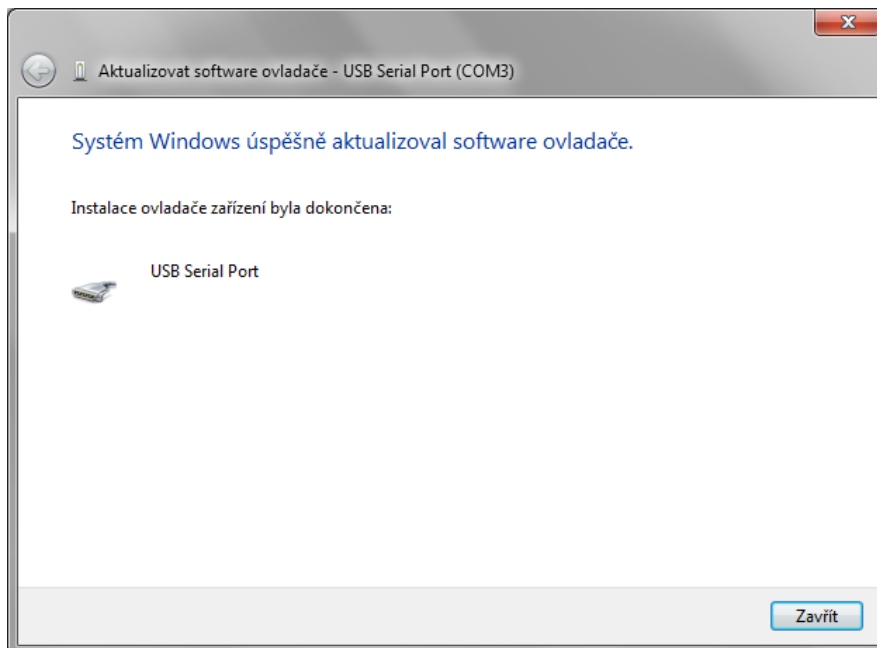 Aktualizovat software ovladače - USB Serial Port (COM3)
Systém Windows úspěšně aktualizoval software ovladače.
Instalace ovladače zařízení byla dokončena:
USB Serial Port
Zavřít